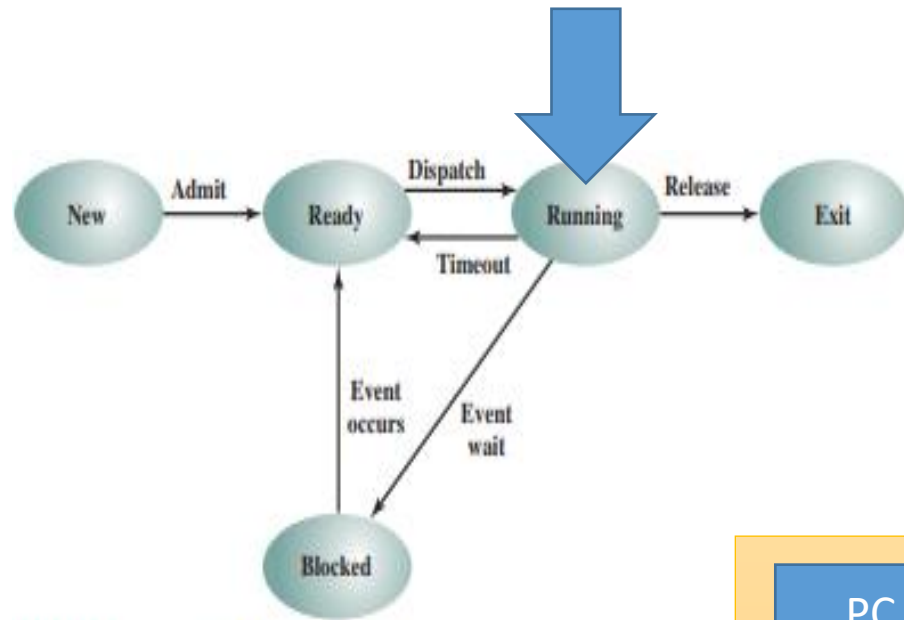 Dispatch
Admit
Release
New
Ready
Running
Exit
Timeout
Event
occurs
Event
wait
Blocked
PC